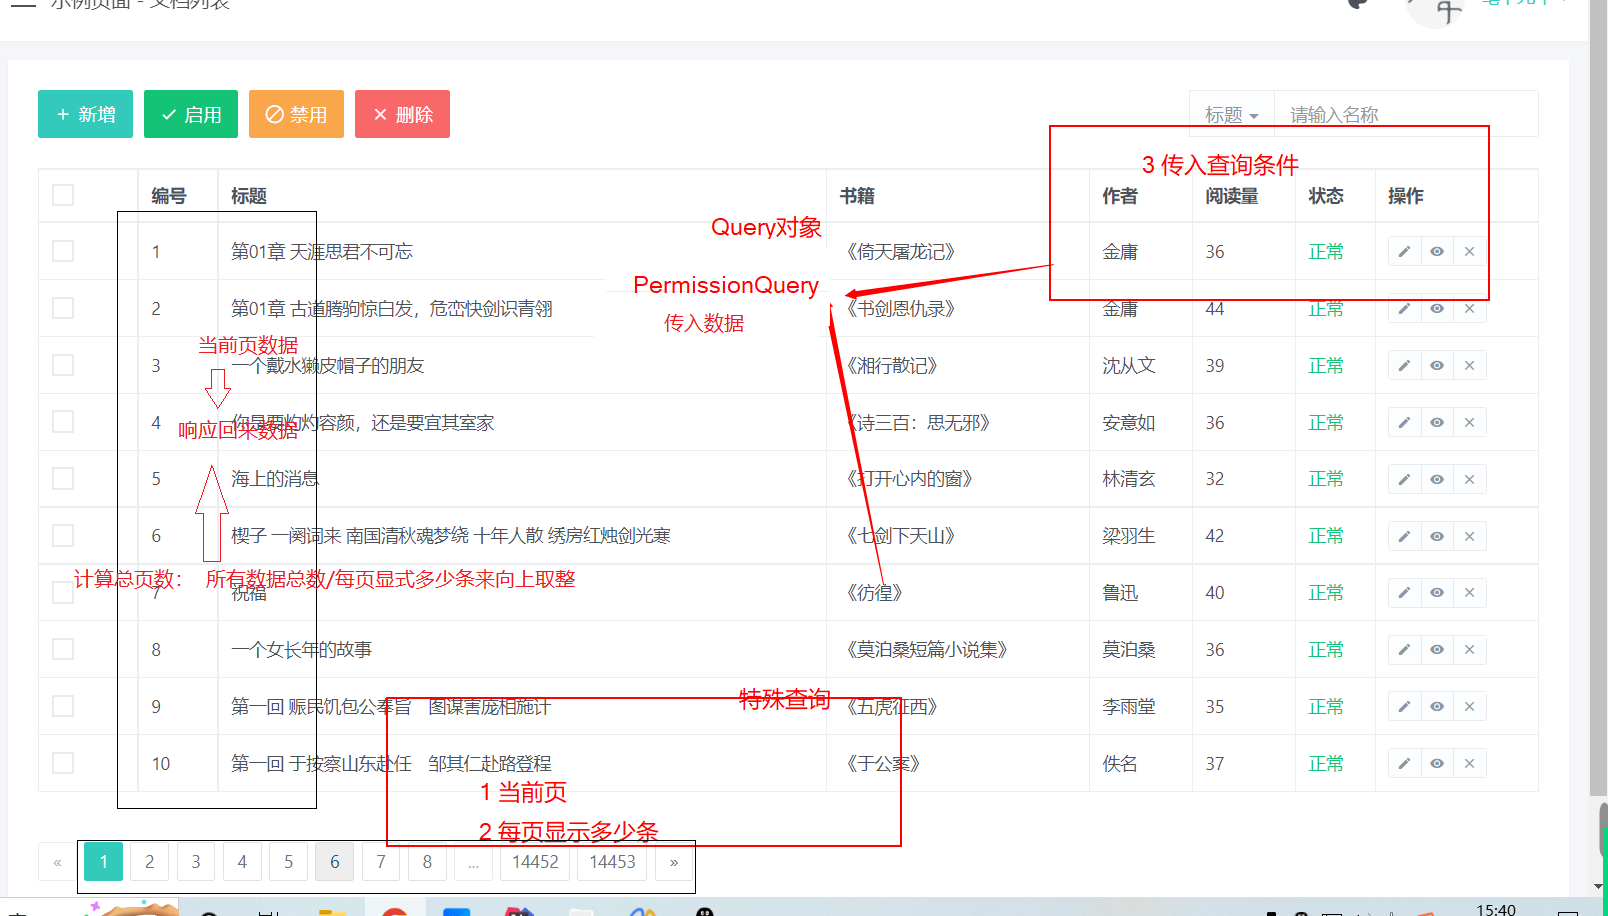 示例页面 - 文档列表
+ 新增 启用 禁用 删除 标题 请输入名称
3 传入查询条件
编号 标题 书籍 作者 阅读量 状态 操作
Query对象
1 第01章 天涯思君不可忘 《倚天屠龙记》 金庸 36 正常
PermissionQuery
2 第01章 古道腾驹惊白发，危峦快剑识青翎 《书剑恩仇录》 金庸 44 正常
传入数据
当前页数据
3 一个戴水獭皮帽子的朋友 《湘行散记》 沈从文 39 正常
4 你是要灼灼容颜，还是要宜其室家 《诗三百：思无邪》 安意如 36 正常
响应回来数据
5 海上的消息 《打开心内的窗》 林清玄 32 正常
6 楔子 一阕词来 南国清秋魂梦绕 十年人散 绣房红烛剑光寒 《七剑下天山》 梁羽生 42 正常
计算总页数： 所有数据总数/每页显式多少条来向上取整
7 祝福 《彷徨》 鲁迅 40 正常
8 一个女长年的故事 《莫泊桑短篇小说集》 莫泊桑 36 正常
特殊查询
9 第一回 赈民饥包公奉旨 图谋害庞相施计 《五虎征西》 李雨堂 35 正常
10 第一回 于按察山东赴任 邹其仁赴路登程 《于公案》 佚名 37 正常
1 当前页
2 每页显示多少条
« 1 2 3 4 5 6 7 8 ... 14452 14453 »
15:40